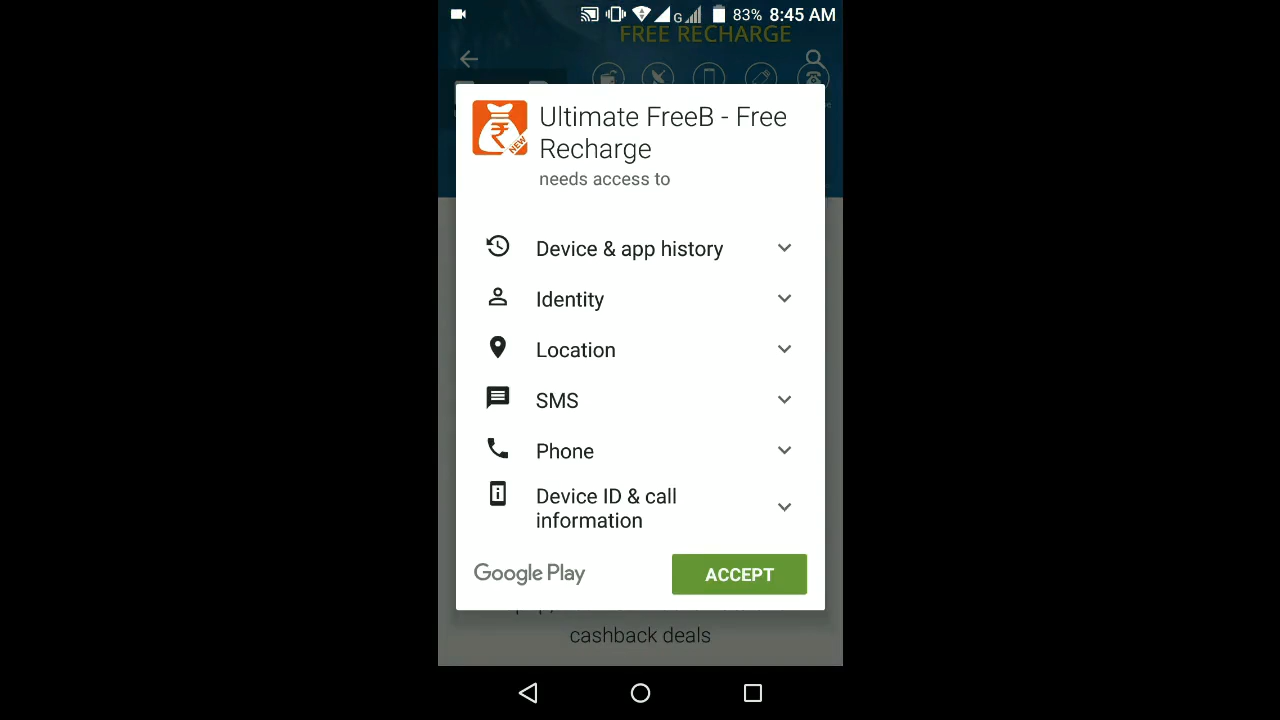 G 83% 8:45 AM
FREE RECHARGE
Ultimate FreeB - Free
Recharge
NEW
needs access to
Device & app history
Identity
Location
SMS
Phone
Device ID & call
information
Google Play ACCEPT
cashback deals